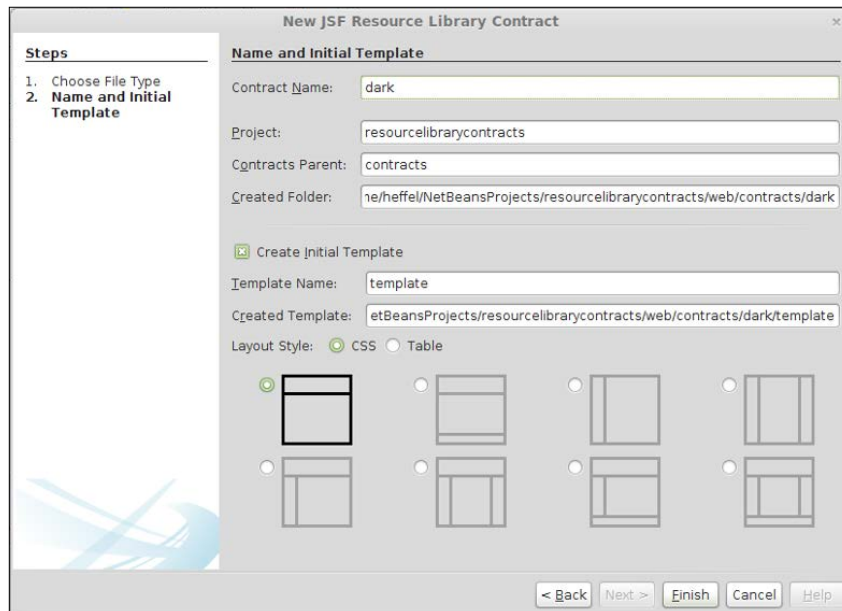 New JSF Resource Library Contract
×
Steps
1. Choose File Type
2. Name and Initial
Template
Name and Initial Template
Contract Name: dark
Project: resourcelibrarycontracts
Contracts Parent: contracts
Created Folder: ne/heffel/NetBeansProjects/resourcelibrarycontracts/web/contracts/dark
Create Initial Template
Template Name: template
Created Template: etBeansProjects/resourcelibrarycontracts/web/contracts/dark/template
Layout Style: CSS Table
< Back Next > Finish Cancel Help